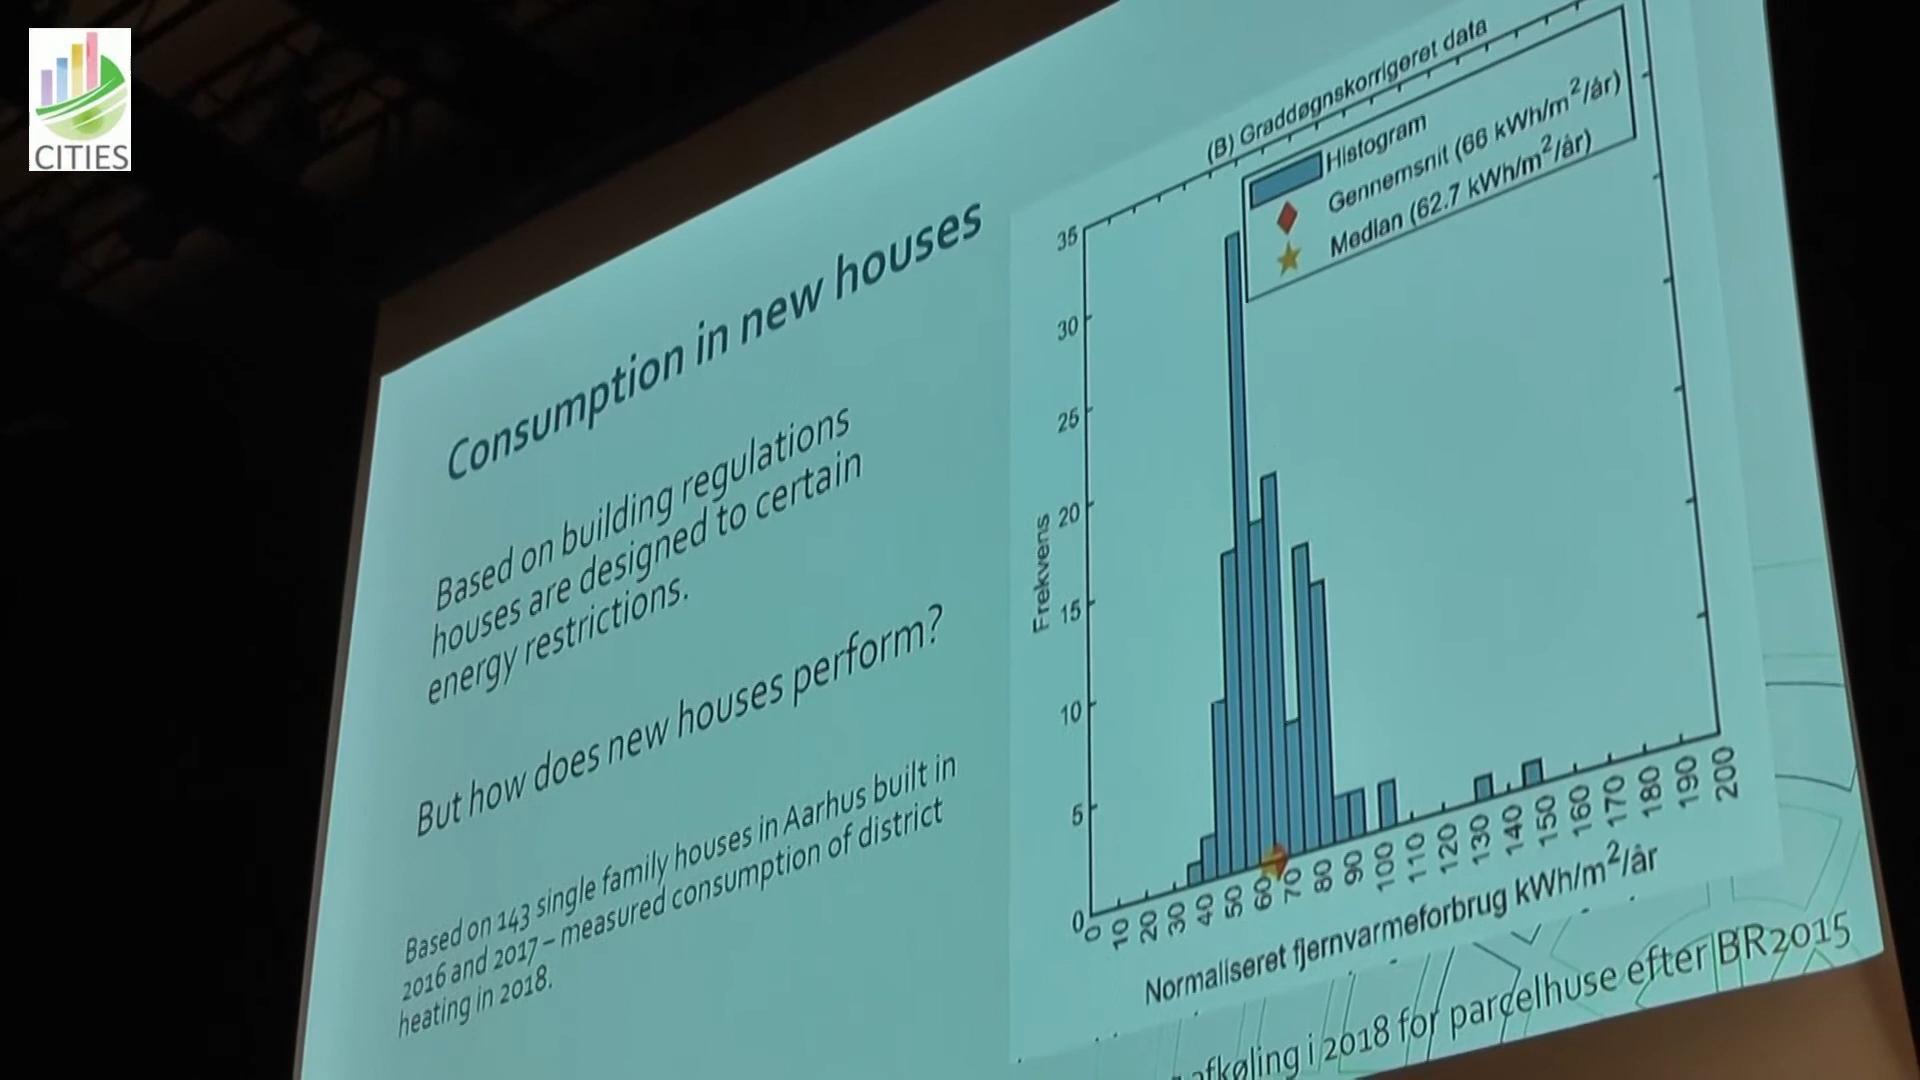 CITIES
Consumption in new houses
Based on building regulations
houses are designed to certain
energy restrictions.
But how does new houses perform?
Based on 143 single family houses in Aarhus built in
2016 and 2017 – measured consumption of district
heating in 2018.
(B) Graddøgnskorrigeret data
Histogram
Gennemsnit (66 kWh/m²/år)
Median (62.7 kWh/m²/år)
35
30
25
20
15
10
5
0
Frekvens
0 10 20 30 40 50 60 70 80 90 100 110 120 130 140 150 160 170 180 190 200
Normaliseret fjernvarmeforbrug kWh/m²/år
afkøling i 2018 for parcelhuse efter BR2015